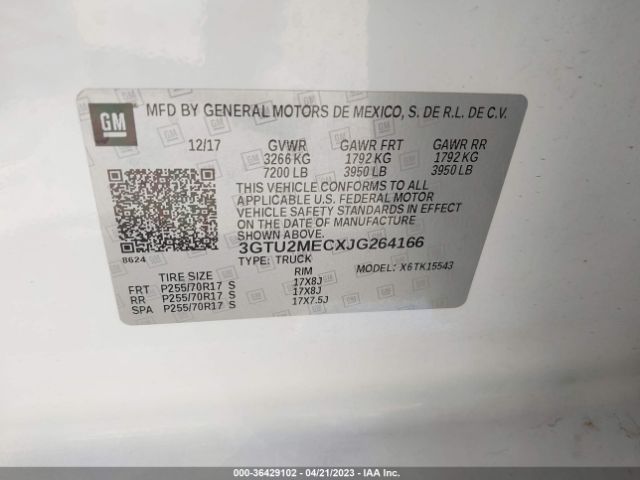 GM
MFD BY GENERAL MOTORS DE MEXICO, S. DE R.L. DE C.V.
12/17 GVWR GAWR FRT GAWR RR
3266 KG 1792 KG 1792 KG
7200 LB 3950 LB 3950 LB
THIS VEHICLE CONFORMS TO ALL
APPLICABLE U.S. FEDERAL MOTOR
VEHICLE SAFETY STANDARDS IN EFFECT
ON THE DATE OF MANUFACTURE
SHOWN ABOVE.
8624
3GTU2MECXJG264166
TYPE: TRUCK MODEL: X6TK15543
TIRE SIZE RIM
FRT P255/70R17 S 17X8J
RR P255/70R17 S 17X8J
SPA P255/70R17 S 17X7.5J
000-36429102 - 04/21/2023 - IAA Inc.